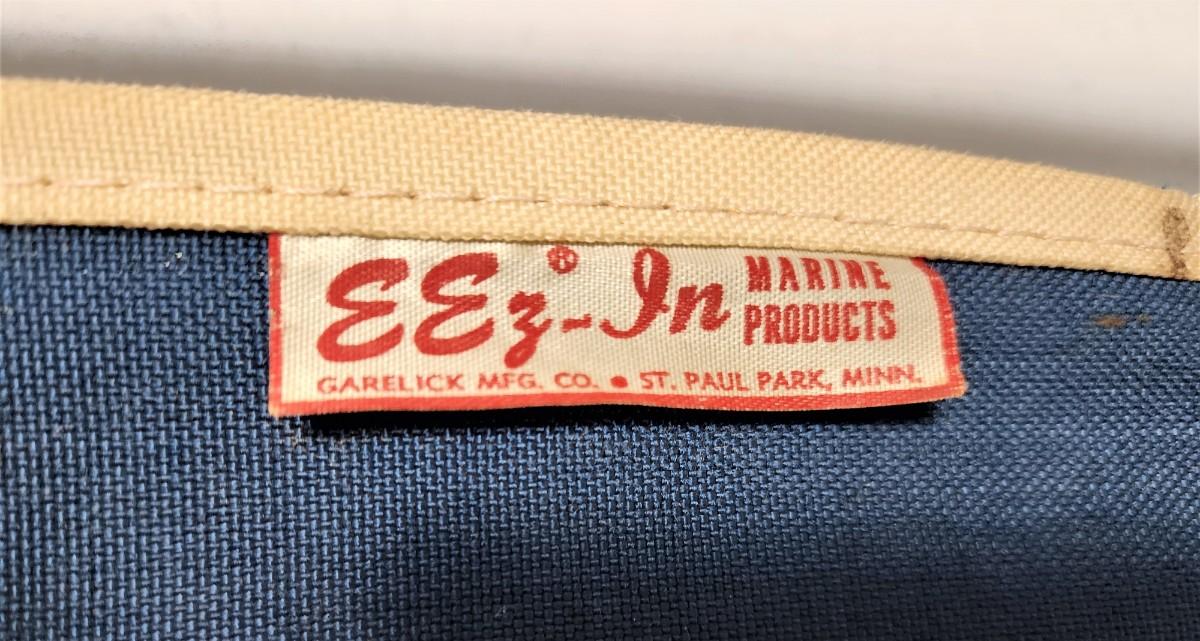 EEz-In® MARINE
PRODUCTS
GARELICK MFG. CO. • ST. PAUL PARK, MINN.